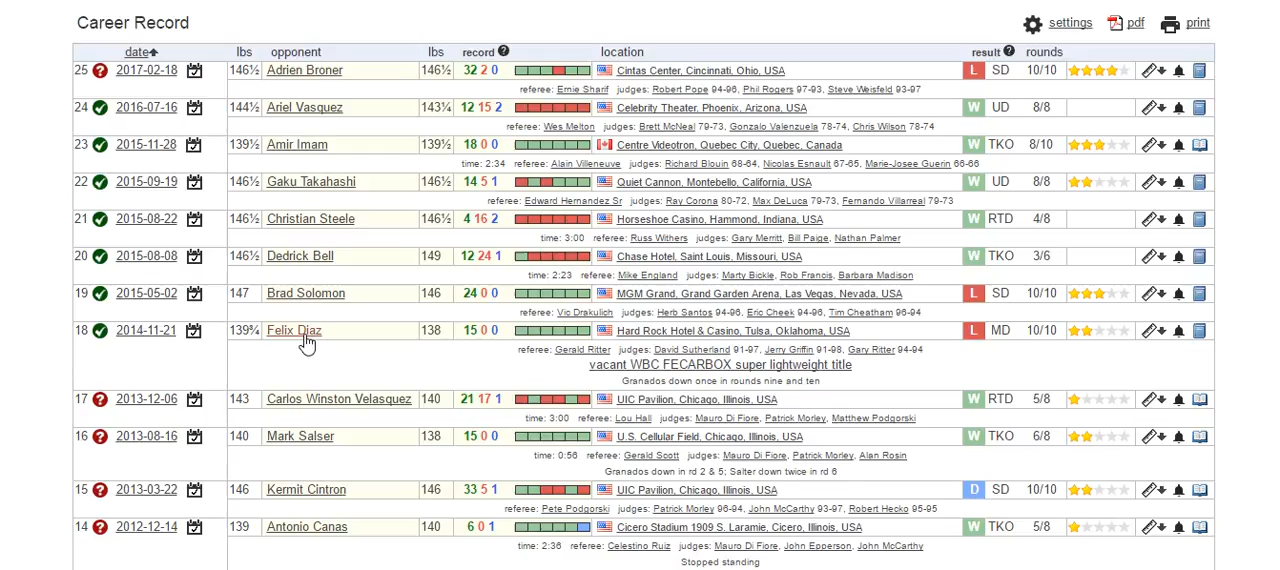 Career Record settings pdf print
date lbs opponent lbs record location result rounds
25 2017-02-18 146½ Adrien Broner 146½ 32 2 0 Cintas Center, Cincinnati, Ohio, USA L SD 10/10
referee: Ernie Sharif judges: Robert Pope 94-96, Phil Rogers 97-93, Steve Weisfeld 93-97
24 2016-07-16 144½ Ariel Vasquez 143¼ 12 15 2 Celebrity Theater, Phoenix, Arizona, USA W UD 8/8
referee: Wes Melton judges: Brett McNeal 79-73, Gonzalo Valenzuela 78-74, Chris Wilson 78-74
23 2015-11-28 139½ Amir Imam 139½ 18 0 0 Centre Videotron, Quebec City, Quebec, Canada W TKO 8/10
time: 2:34 referee: Alain Villeneuve judges: Richard Blouin 68-64, Nicolas Esnault 67-65, Marie-Josee Guerin 66-66
22 2015-09-19 146½ Gaku Takahashi 146½ 14 5 1 Quiet Cannon, Montebello, California, USA W UD 8/8
referee: Edward Hernandez Sr judges: Ray Corona 80-72, Max DeLuca 79-73, Fernando Villarreal 79-73
21 2015-08-22 146½ Christian Steele 146½ 4 16 2 Horseshoe Casino, Hammond, Indiana, USA W RTD 4/8
time: 3:00 referee: Russ Withers judges: Gary Merritt, Bill Paige, Nathan Palmer
20 2015-08-08 146½ Dedrick Bell 149 12 24 1 Chase Hotel, Saint Louis, Missouri, USA W TKO 3/6
time: 2:23 referee: Mike England judges: Marty Bickle, Rob Francis, Barbara Madison
19 2015-05-02 147 Brad Solomon 146 24 0 0 MGM Grand, Grand Garden Arena, Las Vegas, Nevada, USA L SD 10/10
referee: Vic Drakulich judges: Herb Santos 94-96, Eric Cheek 94-96, Tim Cheatham 96-94
18 2014-11-21 139¾ Felix Diaz 138 15 0 0 Hard Rock Hotel & Casino, Tulsa, Oklahoma, USA L MD 10/10
referee: Gerald Ritter judges: David Sutherland 91-97, Jerry Griffin 91-98, Gary Ritter 94-94
vacant WBC FECARBOX super lightweight title
Granados down once in rounds nine and ten
17 2013-12-06 143 Carlos Winston Velasquez 140 21 17 1 UIC Pavilion, Chicago, Illinois, USA W RTD 5/8
time: 3:00 referee: Lou Hall judges: Mauro Di Fiore, Patrick Morley, Matthew Podgorski
16 2013-08-16 140 Mark Salser 138 15 0 0 U.S. Cellular Field, Chicago, Illinois, USA W TKO 6/8
time: 0:56 referee: Gerald Scott judges: Mauro Di Fiore, Patrick Morley, Alan Rosin
Granados down in rd 2 & 5; Salter down twice in rd 6
15 2013-03-22 146 Kermit Cintron 146 33 5 1 UIC Pavilion, Chicago, Illinois, USA D SD 10/10
referee: Pete Podgorski judges: Patrick Morley 96-94, John McCarthy 93-97, Robert Hecko 95-95
14 2012-12-14 139 Antonio Canas 140 6 0 1 Cicero Stadium 1909 S. Laramie, Cicero, Illinois, USA W TKO 5/8
time: 2:36 referee: Celestino Ruiz judges: Mauro Di Fiore, John Epperson, John McCarthy
Stopped standing